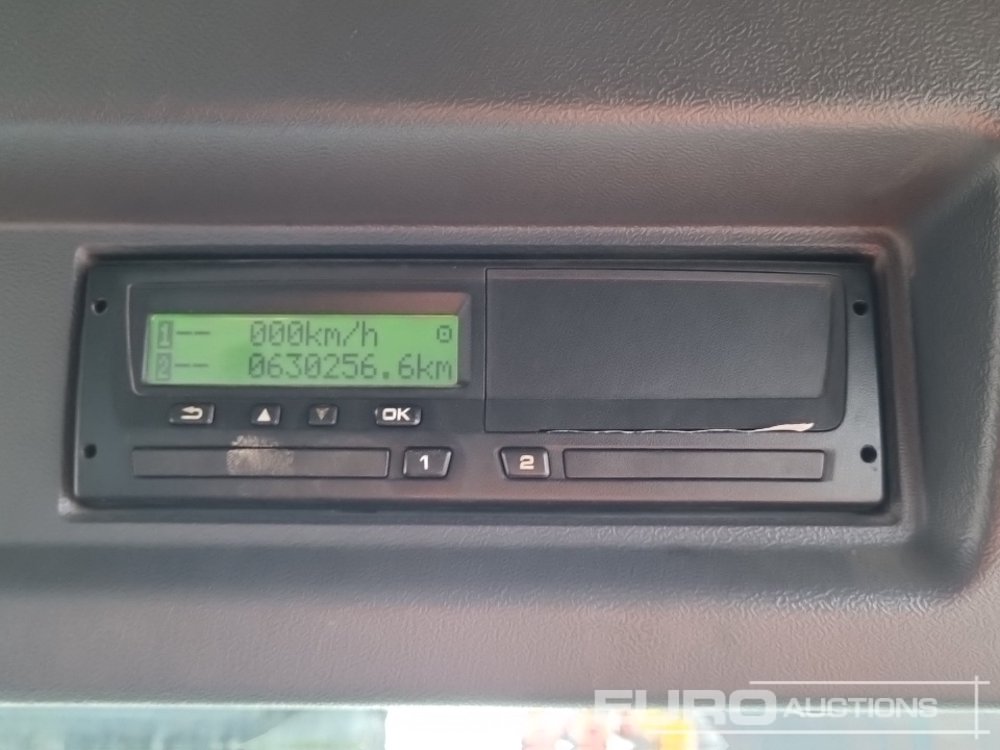 1-- 000km/h
2-- 0630256.6km
OK
1 2
EURO AUCTIONS